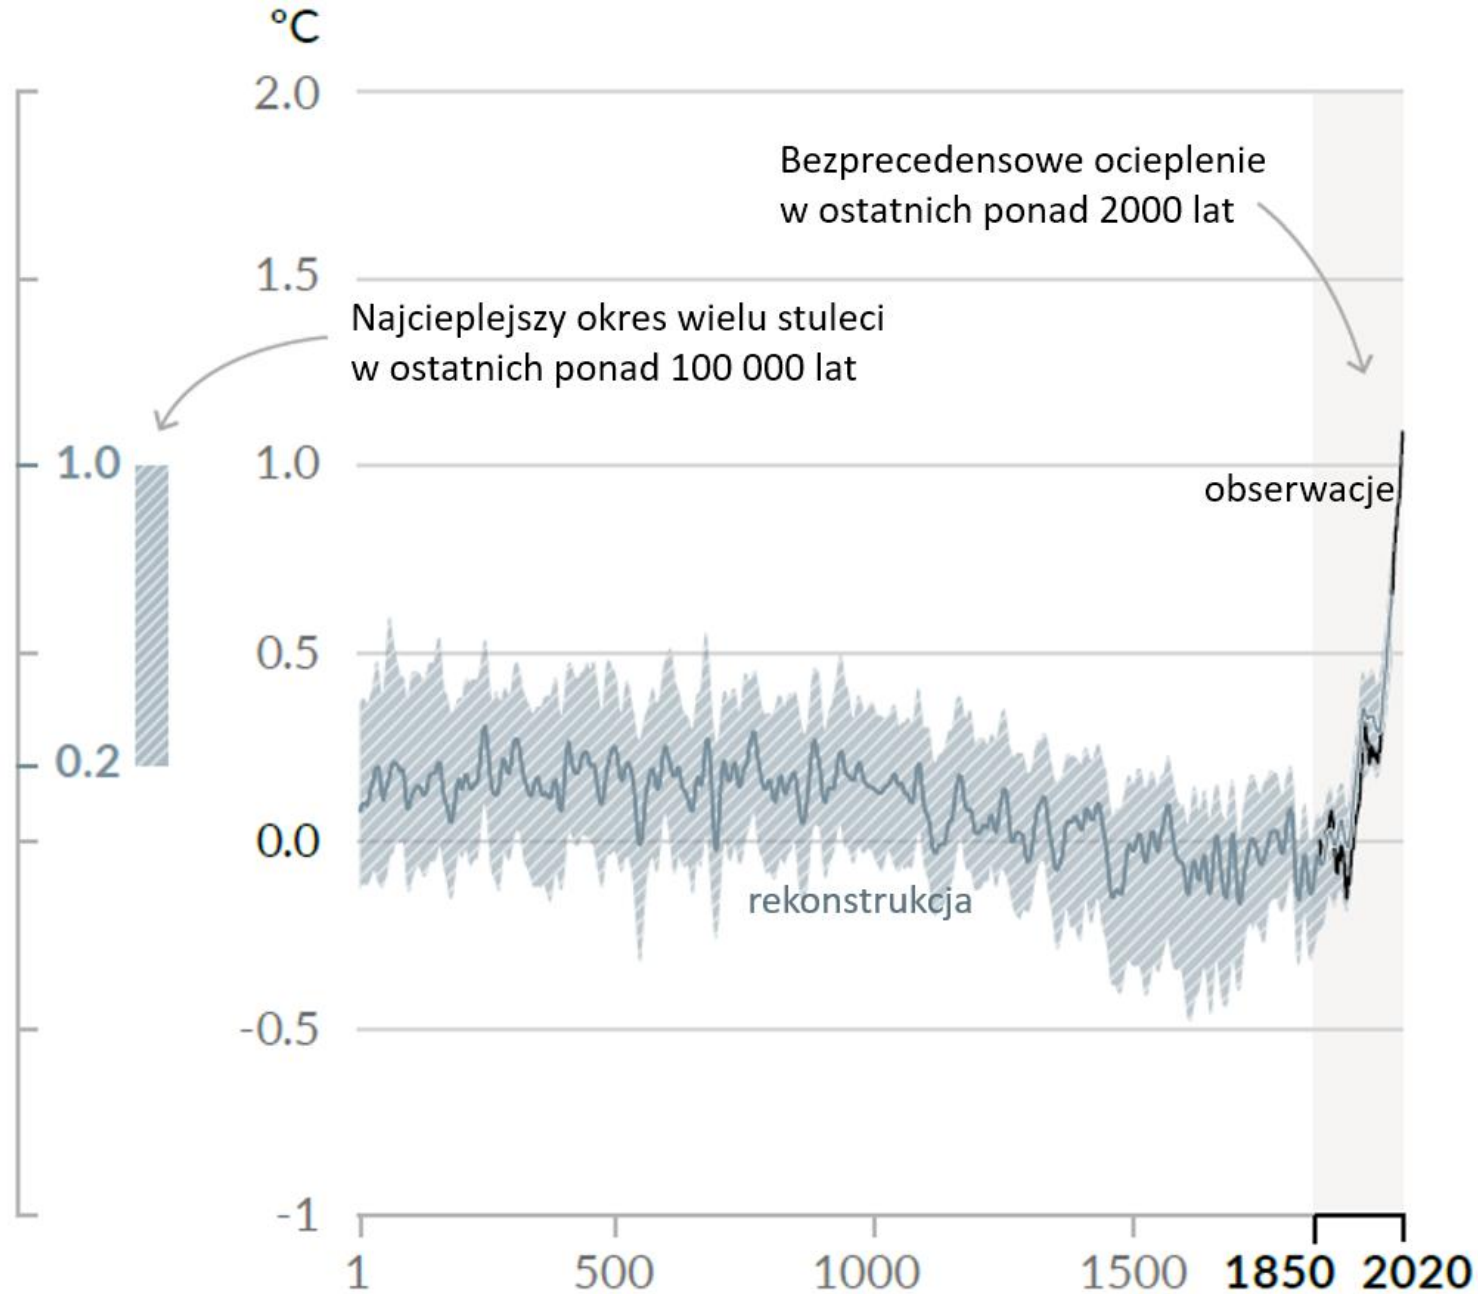 °C
2.0
Bezprecedensowe ocieplenie
w ostatnich ponad 2000 lat
1.5
Najcieplejszy okres wielu stuleci
w ostatnich ponad 100 000 lat
1.0
1.0
obserwacje
0.5
0.2
0.0
rekonstrukcja
-0.5
-1
1
500
1000
1500
1850
2020